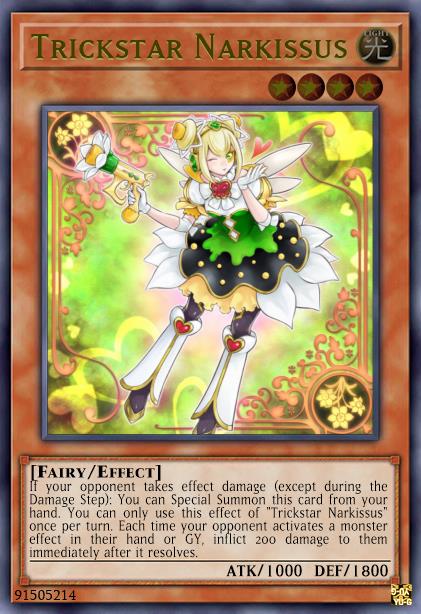 Trickstar Narkissus
LIGHT
光
[Fairy/Effect]
If your opponent takes effect damage (except during the
Damage Step): You can Special Summon this card from your
hand. You can only use this effect of "Trickstar Narkissus"
once per turn. Each time your opponent activates a monster
effect in their hand or GY, inflict 200 damage to them
immediately after it resolves.
ATK/1000 DEF/1800
91505214